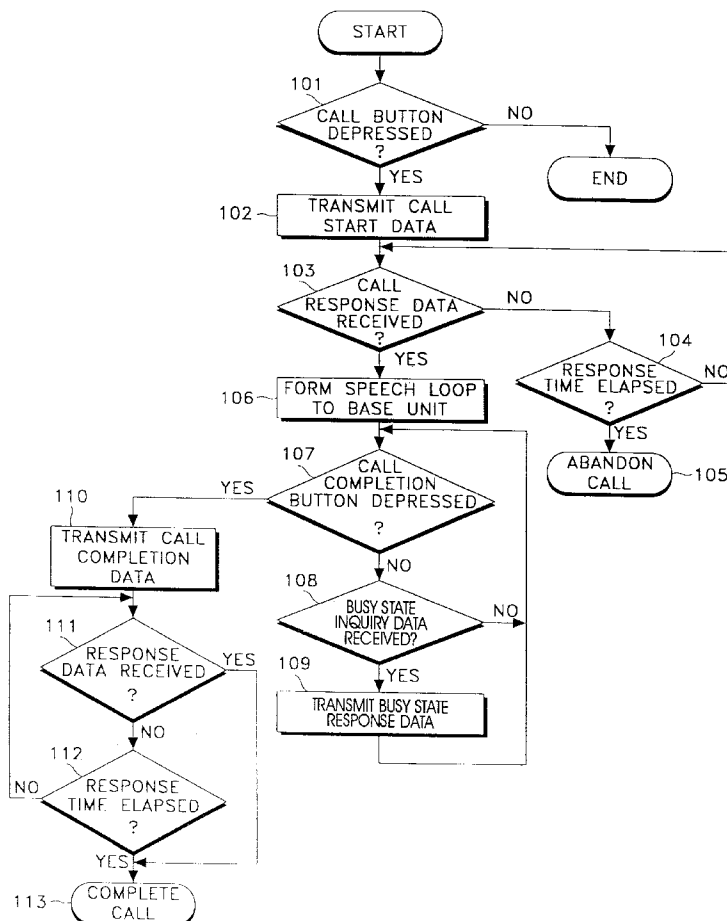 START
101
CALL BUTTON
DEPRESSED
?
NO
YES
END
102
TRANSMIT CALL
START DATA
103
CALL
RESPONSE DATA
RECEIVED
?
NO
YES
104
RESPONSE
TIME ELAPSED
?
NO
YES
ABANDON
CALL
105
106
FORM SPEECH LOOP
TO BASE UNIT
107
CALL
COMPLETION
BUTTON DEPRESSED
?
YES
NO
110
TRANSMIT CALL
COMPLETION
DATA
108
BUSY STATE
INQUIRY DATA
RECEIVED?
NO
YES
109
TRANSMIT BUSY STATE
RESPONSE DATA
111
RESPONSE
DATA RECEIVED
?
YES
NO
112
RESPONSE
TIME ELAPSED
?
NO
YES
113
COMPLETE
CALL